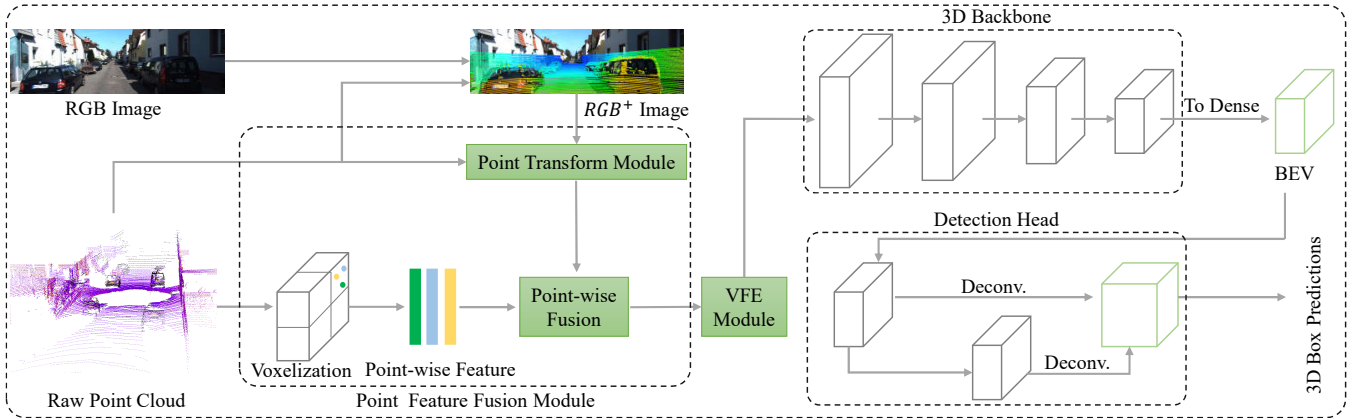 3D Backbone
RGB Image
RGB⁺ Image
To Dense
Point Transform Module
BEV
Detection Head
Point-wise
Fusion
VFE
Module
Deconv.
Deconv.
3D Box Predictions
Voxelization
Point-wise Feature
Raw Point Cloud
Point Feature Fusion Module